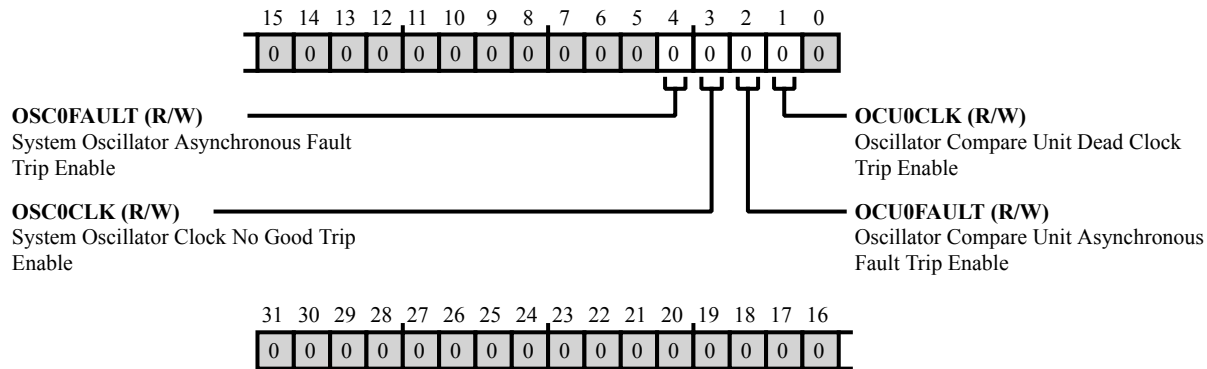 15 14 13 12 11 10 9 8 7 6 5 4 3 2 1 0
0 0 0 0 0 0 0 0 0 0 0 0 0 0 0 0
OSC0FAULT (R/W)
System Oscillator Asynchronous Fault
Trip Enable
OSC0CLK (R/W)
System Oscillator Clock No Good Trip
Enable
OCU0CLK (R/W)
Oscillator Compare Unit Dead Clock
Trip Enable
OCU0FAULT (R/W)
Oscillator Compare Unit Asynchronous
Fault Trip Enable
31 30 29 28 27 26 25 24 23 22 21 20 19 18 17 16
0 0 0 0 0 0 0 0 0 0 0 0 0 0 0 0